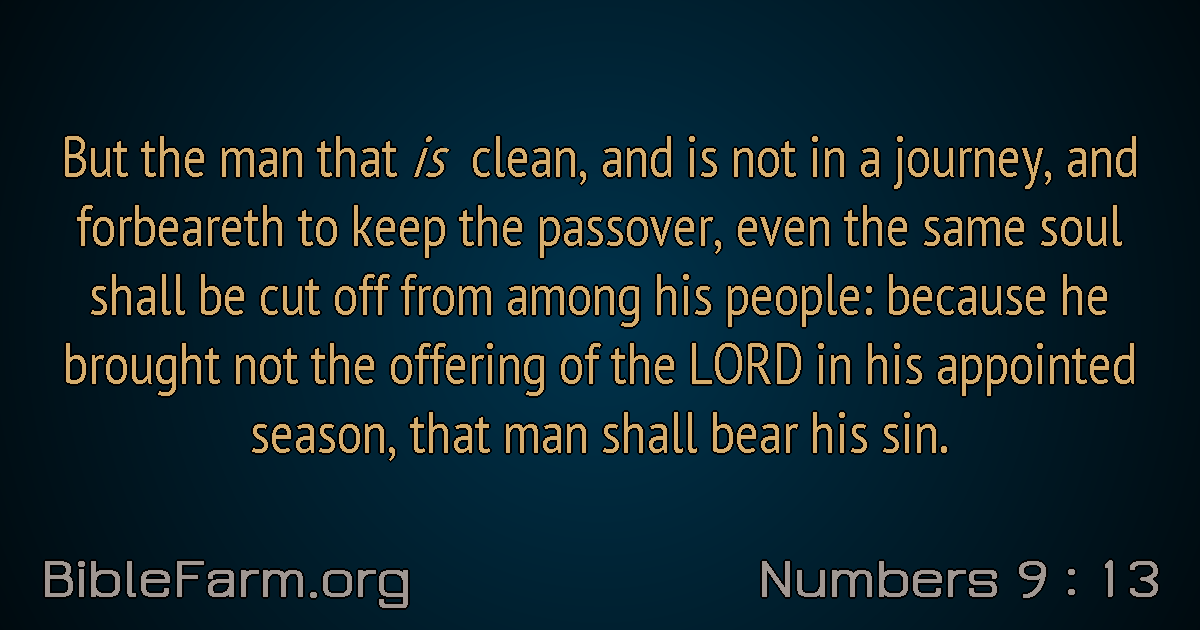 But the man that is clean, and is not in a journey, and
forbeareth to keep the passover, even the same soul
shall be cut off from among his people: because he
brought not the offering of the LORD in his appointed
season, that man shall bear his sin.
BibleFarm.org
Numbers 9 : 13